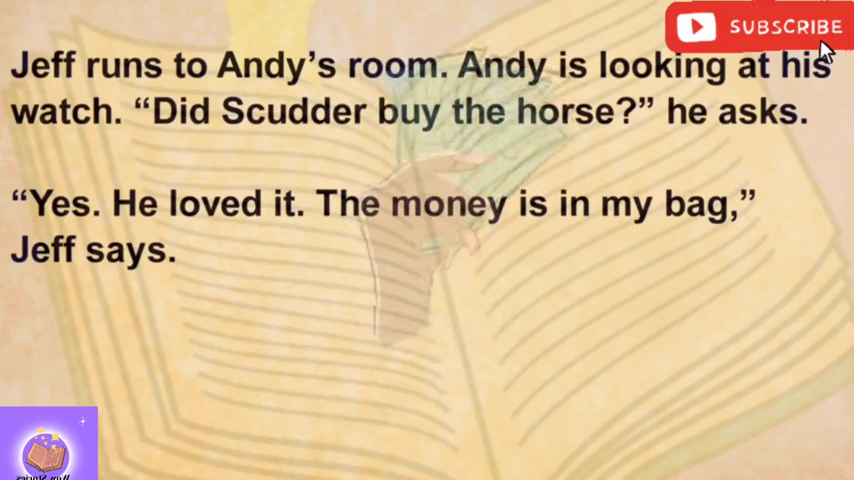 SUBSCRIBE
Jeff runs to Andy’s room. Andy is looking at his
watch. “Did Scudder buy the horse?” he asks.
“Yes. He loved it. The money is in my bag,”
Jeff says.